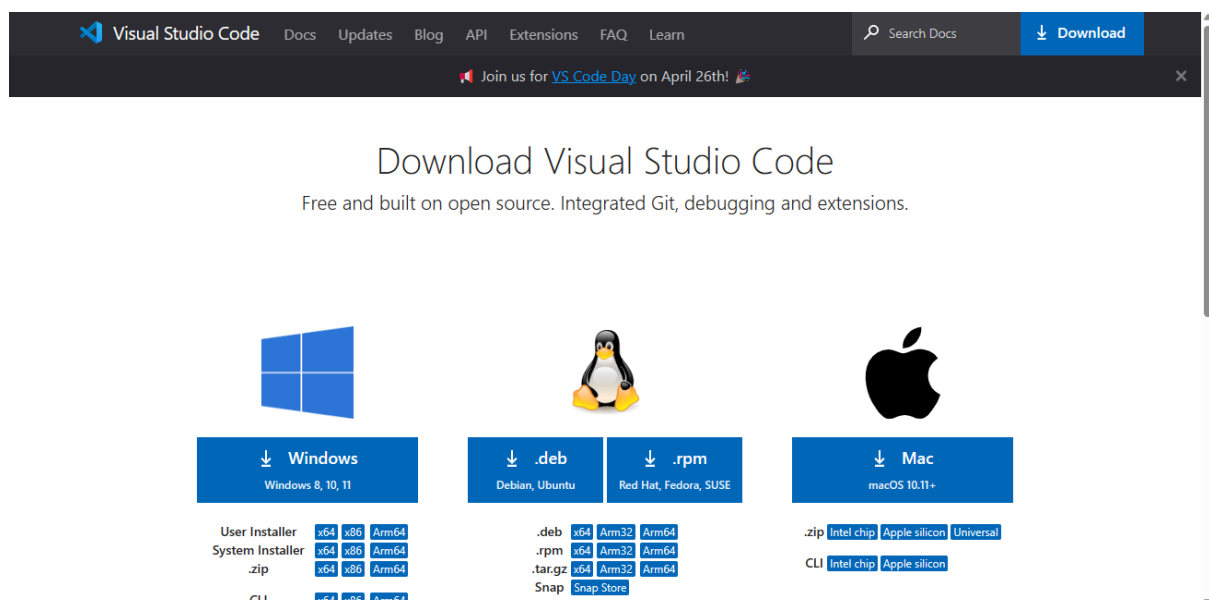 Visual Studio Code Docs Updates Blog API Extensions FAQ Learn Search Docs Download
Join us for VS Code Day on April 26th!
Download Visual Studio Code
Free and built on open source. Integrated Git, debugging and extensions.
Windows
Windows 8, 10, 11
User Installer x64 x86 Arm64
System Installer x64 x86 Arm64
.zip x64 x86 Arm64
CLI x64 x86 Arm64
.deb
Debian, Ubuntu
.rpm
Red Hat, Fedora, SUSE
.deb x64 Arm32 Arm64
.rpm x64 Arm32 Arm64
.tar.gz x64 Arm32 Arm64
Snap Snap Store
Mac
macOS 10.11+
.zip Intel chip Apple silicon Universal
CLI Intel chip Apple silicon